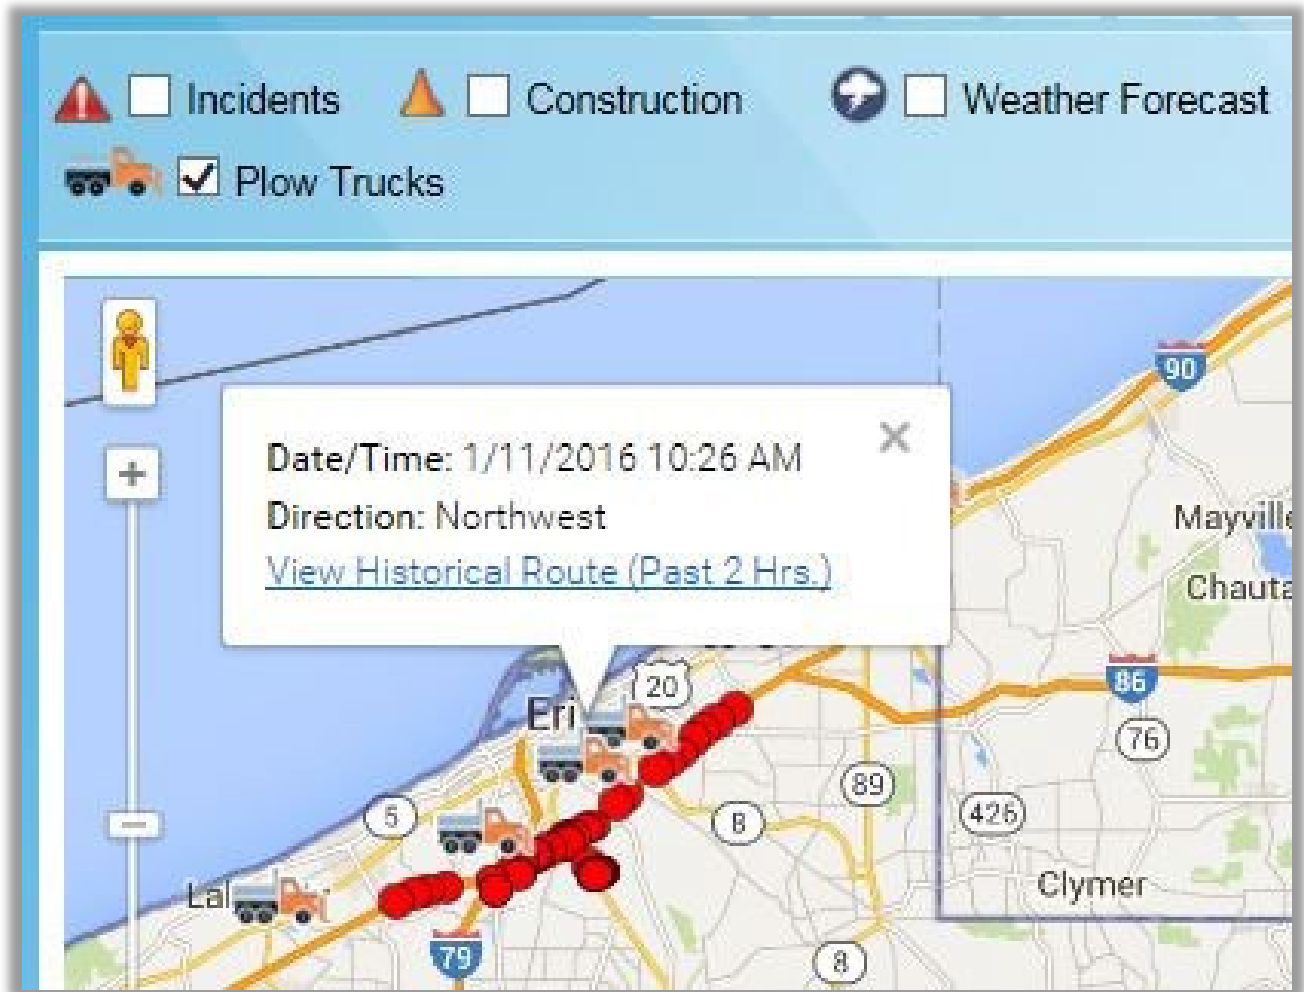 Incidents
Construction
Weather Forecast
Plow Trucks
90
Date/Time: 1/11/2016 10:26 AM
Direction: Northwest
View Historical Route (Past 2 Hrs.)
Mayville
Chauta
20
86
Eri
76
89
5
8
426
Lal
Clymer
79
8